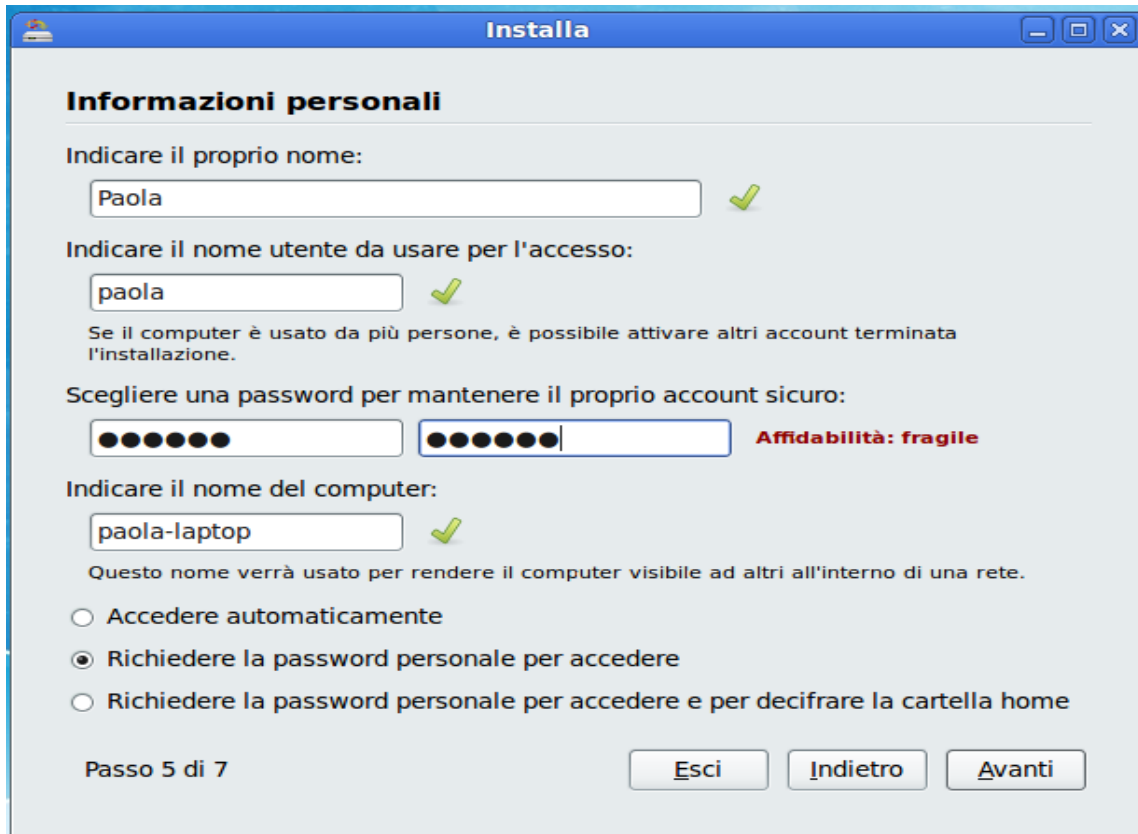 Installa
Informazioni personali
Indicare il proprio nome:
Paola
Indicare il nome utente da usare per l'accesso:
paola
Se il computer è usato da più persone, è possibile attivare altri account terminata
l'installazione.
Scegliere una password per mantenere il proprio account sicuro:
●●●●●● ●●●●●● Affidabilità: fragile
Indicare il nome del computer:
paola-laptop
Questo nome verrà usato per rendere il computer visibile ad altri all'interno di una rete.
Accedere automaticamente
Richiedere la password personale per accedere
Richiedere la password personale per accedere e per decifrare la cartella home
Passo 5 di 7 Esci Indietro Avanti